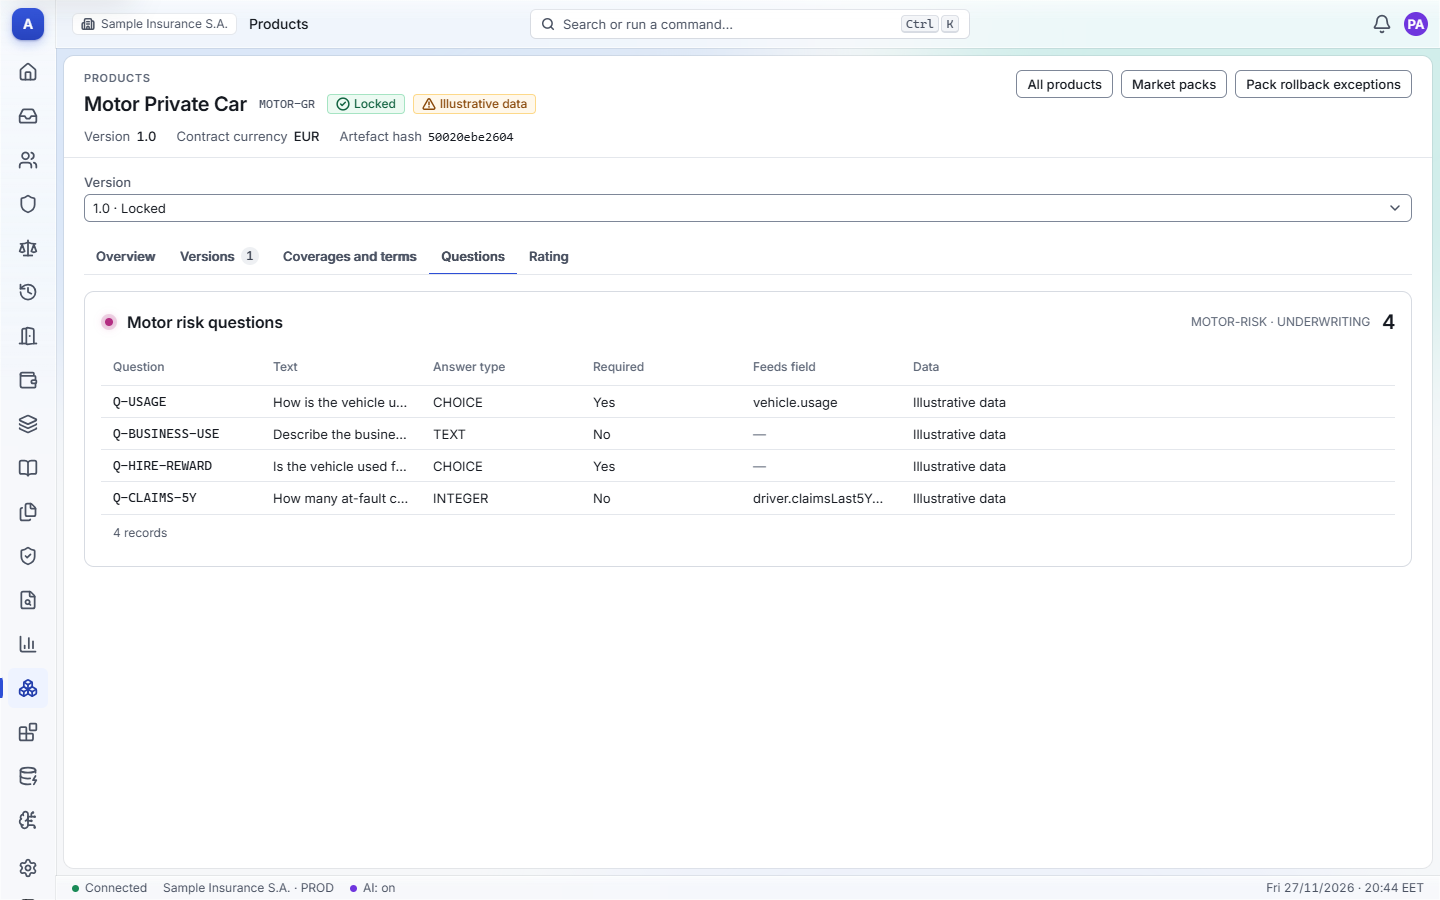 A
Sample Insurance S.A.
Products
Search or run a command...
Ctrl K
PA
PRODUCTS
Motor Private Car MOTOR-GR Locked Illustrative data
All products
Market packs
Pack rollback exceptions
Version 1.0 Contract currency EUR Artefact hash 50020ebe2604
Version
1.0 · Locked
Overview Versions 1 Coverages and terms Questions Rating
Motor risk questions
MOTOR-RISK · UNDERWRITING 4
Question Text Answer type Required Feeds field Data
Q-USAGE How is the vehicle u... CHOICE Yes vehicle.usage Illustrative data
Q-BUSINESS-USE Describe the busine... TEXT No — Illustrative data
Q-HIRE-REWARD Is the vehicle used f... CHOICE Yes — Illustrative data
Q-CLAIMS-5Y How many at-fault c... INTEGER No driver.claimsLast5Y... Illustrative data
4 records
Connected Sample Insurance S.A. · PROD AI: on
Fri 27/11/2026 · 20:44 EET